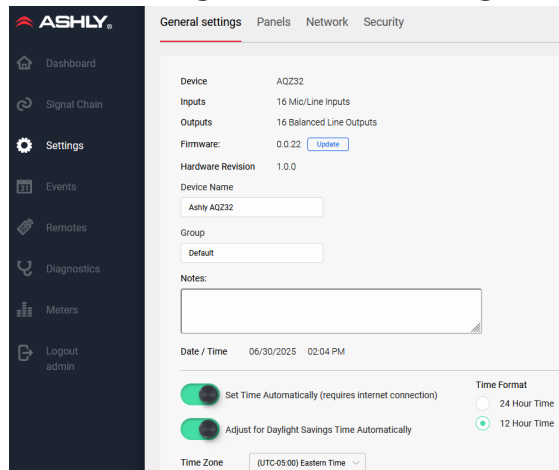 ASHLY®
General settings Panels Network Security
Dashboard
Signal Chain
Settings
31 Events
Remotes
Diagnostics
Meters
Logout
admin
Device AQZ32
Inputs 16 Mic/Line Inputs
Outputs 16 Balanced Line Outputs
Firmware: 0.0.22 Update
Hardware Revision 1.0.0
Device Name
Ashly AQZ32
Group
Default
Notes:
Date / Time 06/30/2025 02:04 PM
Set Time Automatically (requires internet connection)
Adjust for Daylight Savings Time Automatically
Time Format
24 Hour Time
12 Hour Time
Time Zone (UTC-05:00) Eastern Time